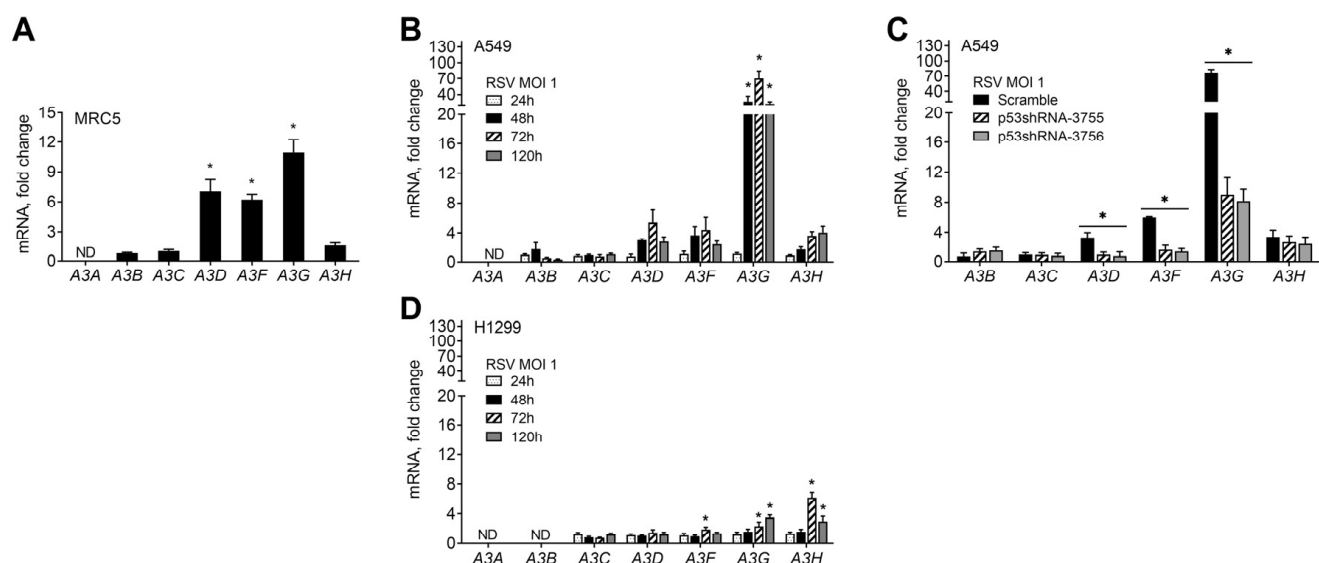 A
MRC5
mRNA, fold change
15
12
9
6
3
0
ND
*
*
*
A3A A3B A3C A3D A3F A3G A3H
B
A549
RSV MOI 1
24h
48h
72h
120h
mRNA, fold change
130
100
70
40
20
16
12
8
4
0
ND
*
*
*
A3A A3B A3C A3D A3F A3G A3H
C
A549
RSV MOI 1
Scramble
p53shRNA-3755
p53shRNA-3756
mRNA, fold change
130
100
70
40
20
16
12
8
4
0
*
*
*
A3B A3C A3D A3F A3G A3H
D
H1299
RSV MOI 1
24h
48h
72h
120h
mRNA, fold change
130
100
70
40
20
16
12
8
4
0
ND
ND
*
*
*
*
*
A3A A3B A3C A3D A3F A3G A3H